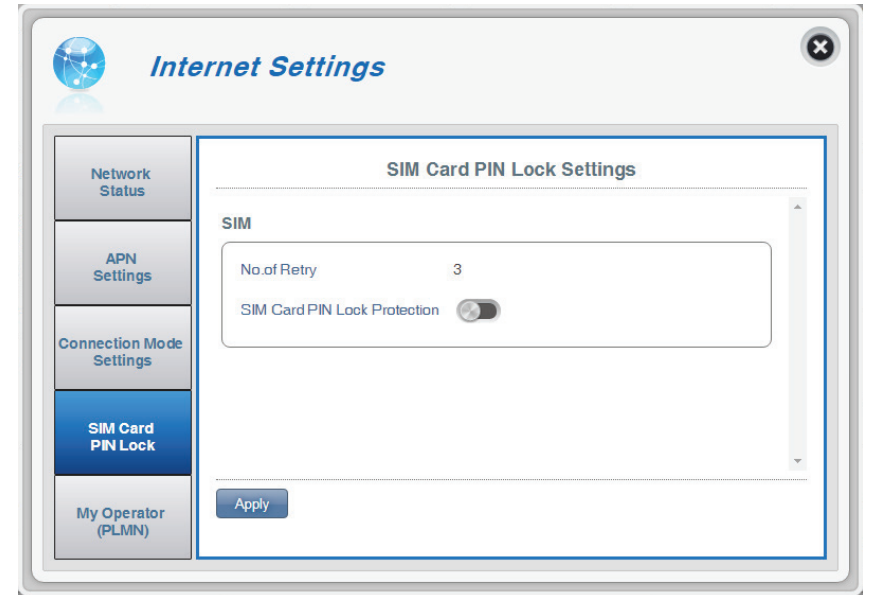 Internet Settings
Network
Status
APN
Settings
Connection Mode
Settings
SIM Card
PIN Lock
My Operator
(PLMN)
SIM Card PIN Lock Settings
SIM
No.of Retry 3
SIM Card PIN Lock Protection
Apply